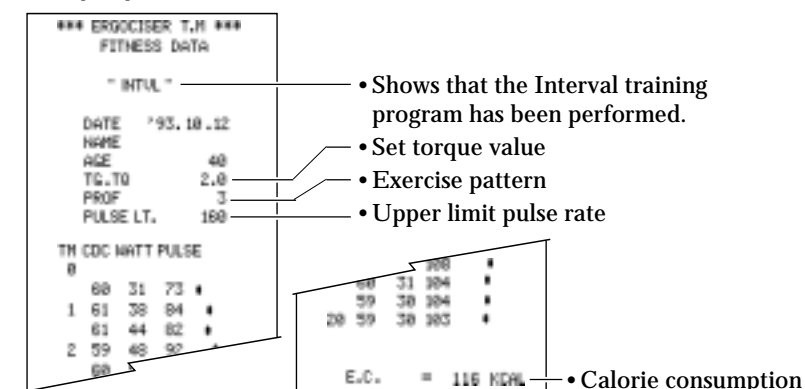 *** ERGOCISER T.M ***
FITNESS DATA
" INTVL "
• Shows that the Interval training
program has been performed.
DATE '93.10.12
NAME
AGE 40
TG.TQ 2.0
• Set torque value
PROF 3
• Exercise pattern
PULSE LT. 160
• Upper limit pulse rate
TM CDC WATT PULSE
0
60 31 73
1 61 38 84
61 44 82
2 59 48 92
60
108
60 31 104
59 30 104
20 59 30 103
E.C. = 116 KCAL
• Calorie consumption